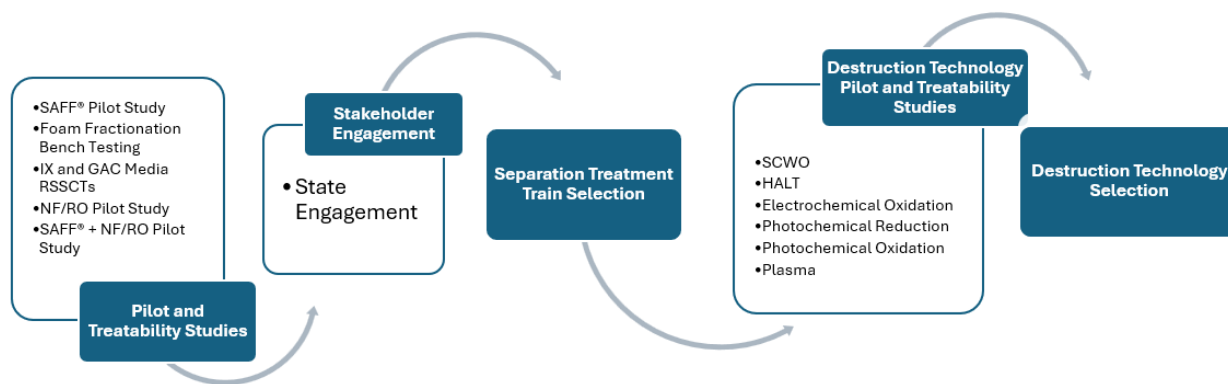 •SAFF® Pilot Study
•Foam Fractionation
Bench Testing
•IX and GAC Media
RSSCTs
•NF/RO Pilot Study
•SAFF® + NF/RO Pilot
Study
Pilot and
Treatability Studies
Stakeholder
Engagement
• State
Engagement
Separation Treatment
Train Selection
Destruction Technology
Pilot and Treatability
Studies
•SCWO
•HALT
•Electrochemical Oxidation
•Photochemical Reduction
•Photochemical Oxidation
•Plasma
Destruction Technology
Selection